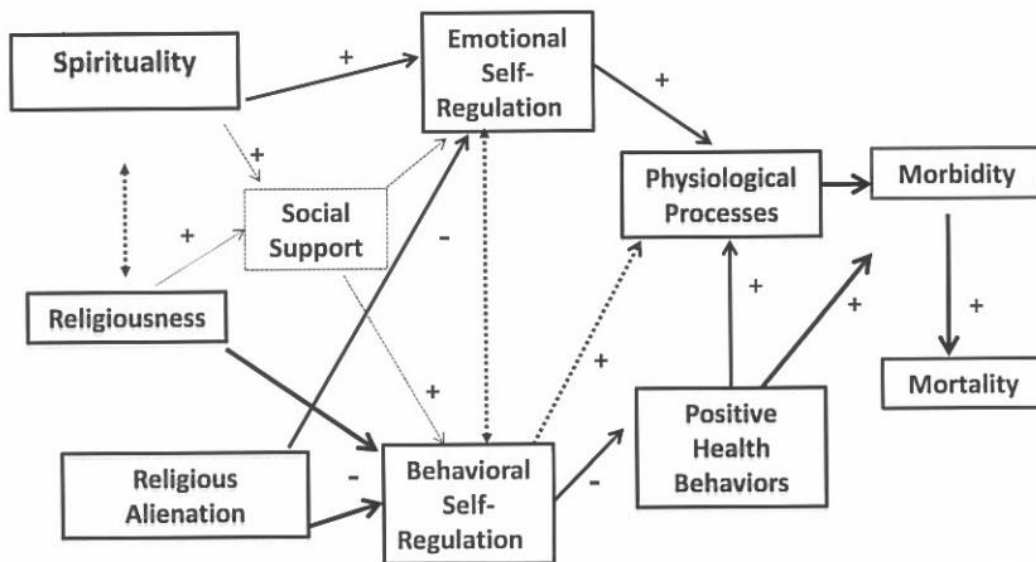 Spirituality
+
Emotional
Self-
Regulation
+
+
Social
Support
+
-
Physiological
Processes
Morbidity
Religiousness
+
+
+
+
+
Mortality
Religious
Alienation
-
Behavioral
Self-
Regulation
-
Positive
Health
Behaviors